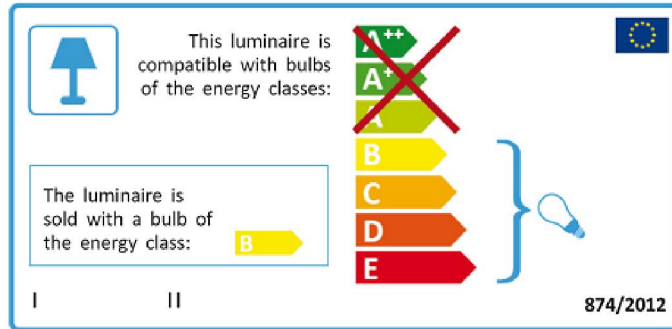 This luminaire is
compatible with bulbs
of the energy classes:
A++
A+
A
B
C
D
E
The luminaire is
sold with a bulb of
the energy class:
B
I II
874/2012